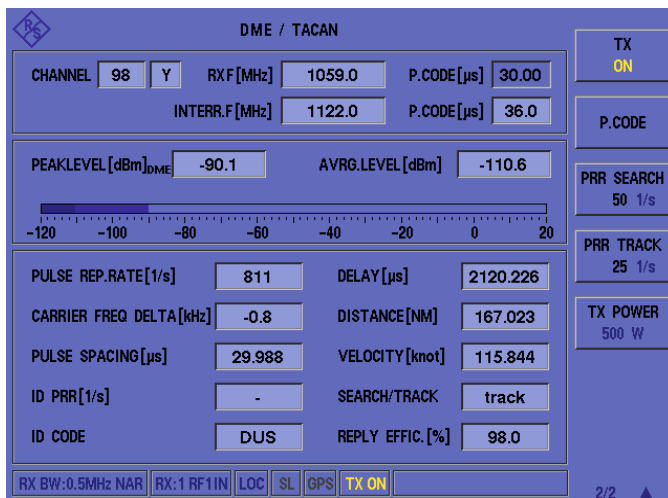 R&S
DME / TACAN
CHANNEL 98 Y RXF[MHz] 1059.0 P.CODE[µs] 30.00
INTERR.F[MHz] 1122.0 P.CODE[µs] 36.0
PEAKLEVEL[dBm]DME -90.1 AVRG.LEVEL[dBm] -110.6
-120 -100 -80 -60 -40 -20 0 20
PULSE REP.RATE[1/s] 811 DELAY[µs] 2120.226
CARRIER FREQ DELTA[kHz] -0.8 DISTANCE[NM] 167.023
PULSE SPACING[µs] 29.988 VELOCITY[knot] 115.844
ID PRR[1/s] - SEARCH/TRACK track
ID CODE DUS REPLY EFFIC.[%] 98.0
RX BW:0.5MHz NAR RX:1 RF1IN LOC SL GPS TX ON
TX
ON
P.CODE
PRR SEARCH
50 1/s
PRR TRACK
25 1/s
TX POWER
500 W
2/2 ▲